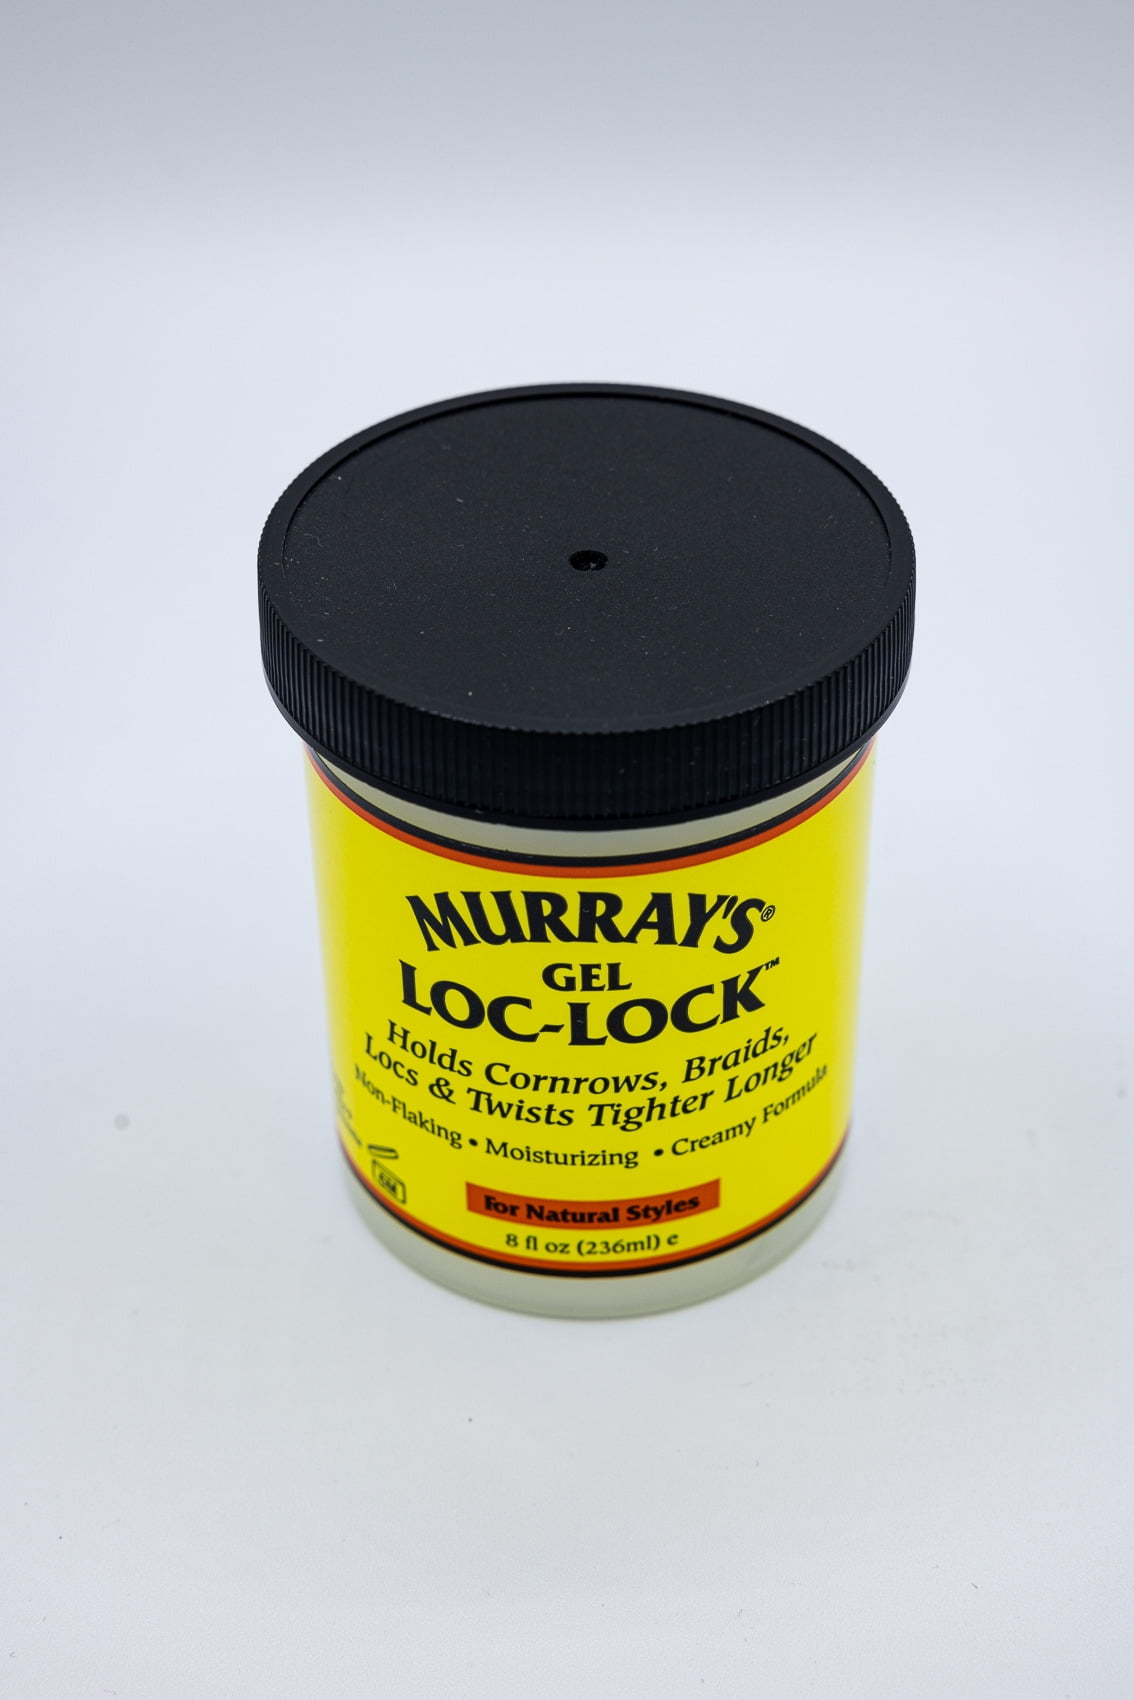 MURRAY'S®
GEL
LOC-LOCK™
Holds Cornrows, Braids,
Locs & Twists Tighter Longer
Non-Flaking • Moisturizing • Creamy Formula
For Natural Styles
8 fl oz (236ml) e